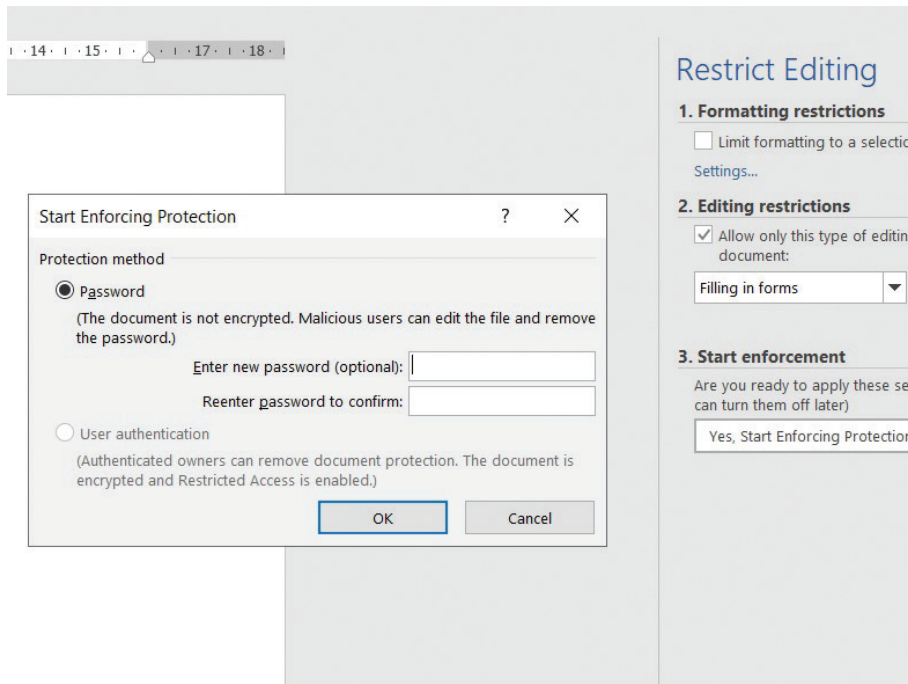 14 · 15 · 17 · 18
Restrict Editing
1. Formatting restrictions
Limit formatting to a
Settings...
2. Editing restrictions
Allow only this type of
document:
Filling in forms
3. Start enforcement
Are you ready to apply these
can turn them off later)
Yes, Start Enforcing Protection
Start Enforcing Protection ? ×
Protection method
Password
(The document is not encrypted. Malicious users can edit the file and remove
the password.)
Enter new password (optional):
Reenter password to confirm:
User authentication
(Authenticated owners can remove document protection. The document is
encrypted and Restricted Access is enabled.)
OK Cancel